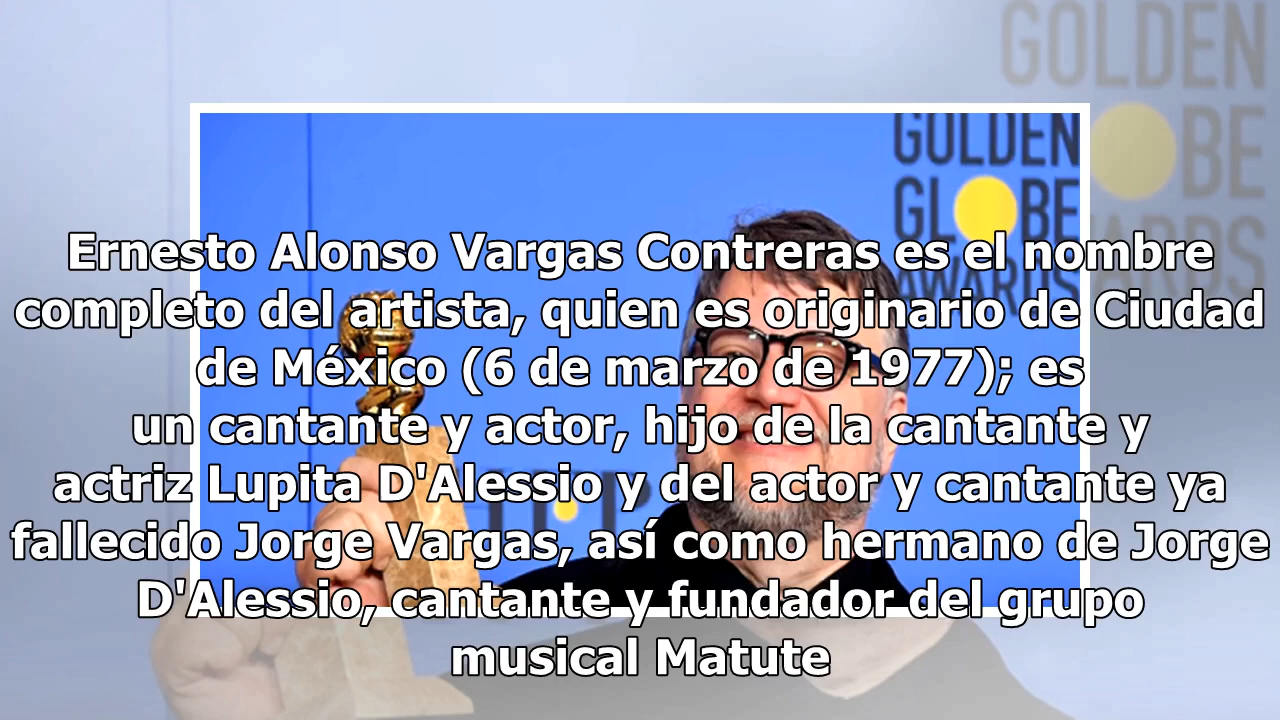 GOLDEN
GLOBE
AWARDS
Ernesto Alonso Vargas Contreras es el nombre
completo del artista, quien es originario de Ciudad
de México (6 de marzo de 1977); es
un cantante y actor, hijo de la cantante y
actriz Lupita D'Alessio y del actor y cantante ya
fallecido Jorge Vargas, así como hermano de Jorge
D'Alessio, cantante y fundador del grupo
musical Matute